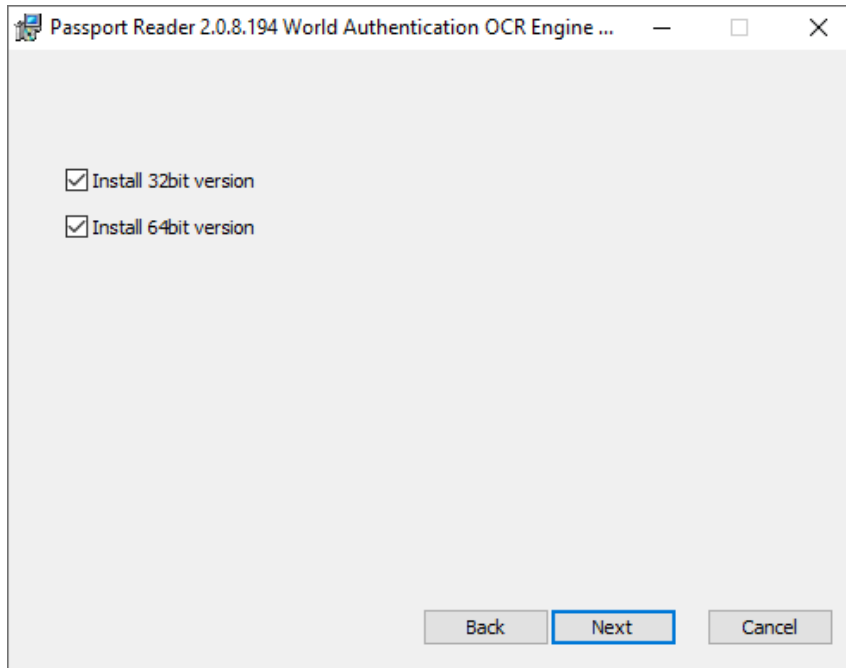 Passport Reader 2.0.8.194 World Authentication OCR Engine ...
Install 32bit version
Install 64bit version
Back Next Cancel